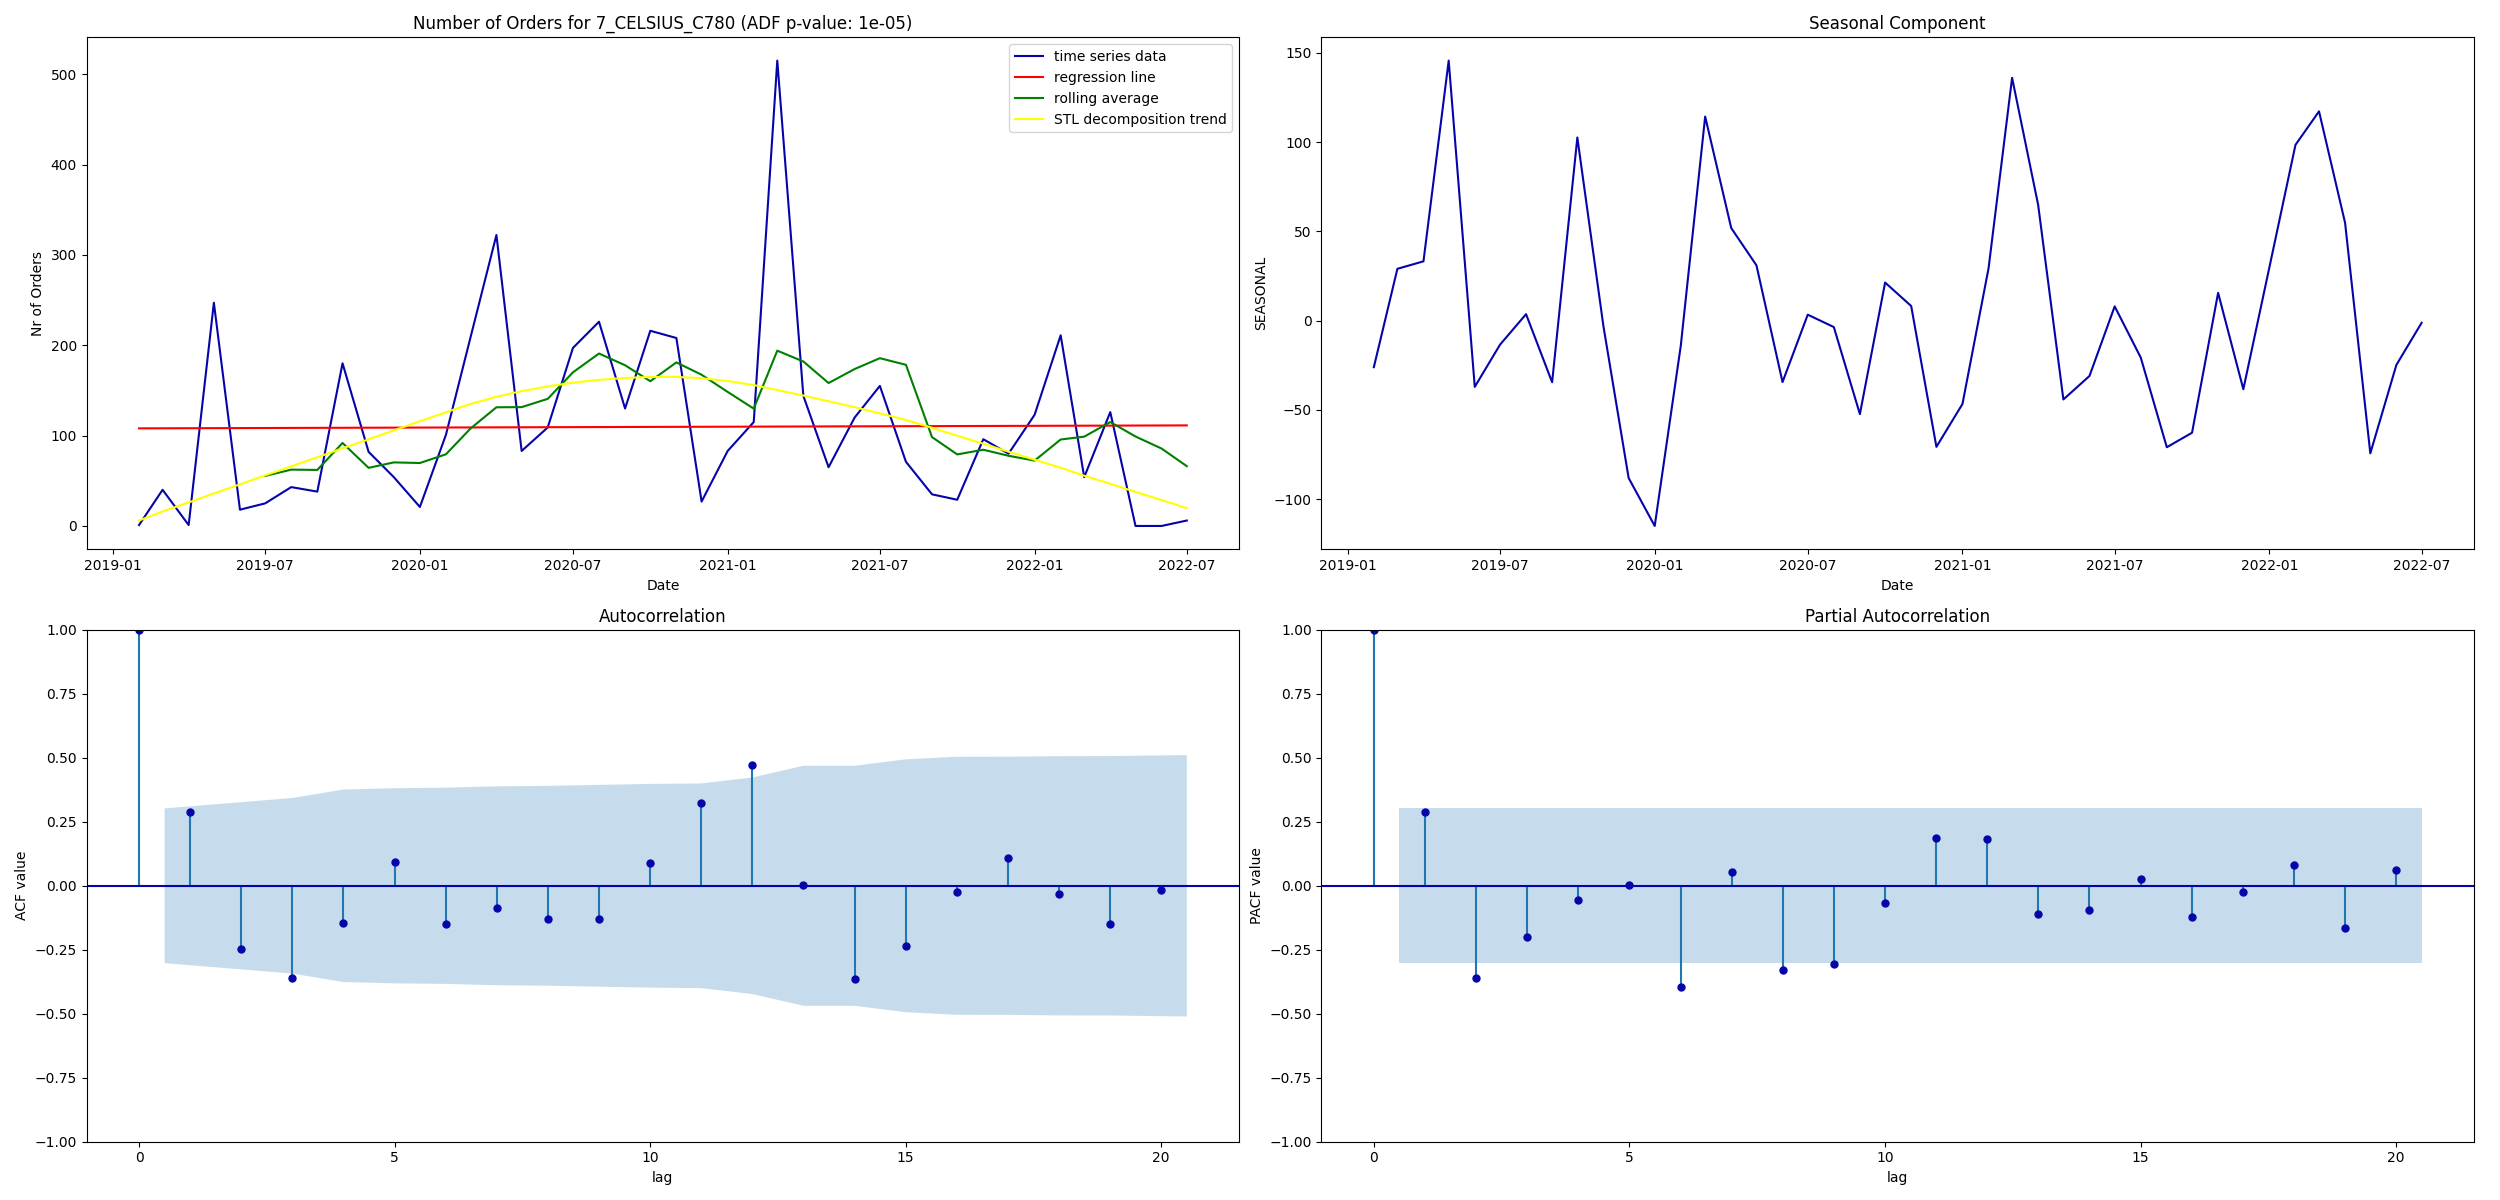 Number of Orders for 7_CELSIUS_C780 (ADF p-value: 1e-05)
Nr of Orders
500
400
300
200
100
0
time series data
regression line
rolling average
STL decomposition trend
2019-01 2019-07 2020-01 2020-07 2021-01 2021-07 2022-01 2022-07
Date
Seasonal Component
SEASONAL
150
100
50
0
−50
−100
2019-01 2019-07 2020-01 2020-07 2021-01 2021-07 2022-01 2022-07
Date
Autocorrelation
ACF value
1.00
0.75
0.50
0.25
0.00
−0.25
−0.50
−0.75
−1.00
0 5 10 15 20
lag
Partial Autocorrelation
PACF value
1.00
0.75
0.50
0.25
0.00
−0.25
−0.50
−0.75
−1.00
0 5 10 15 20
lag